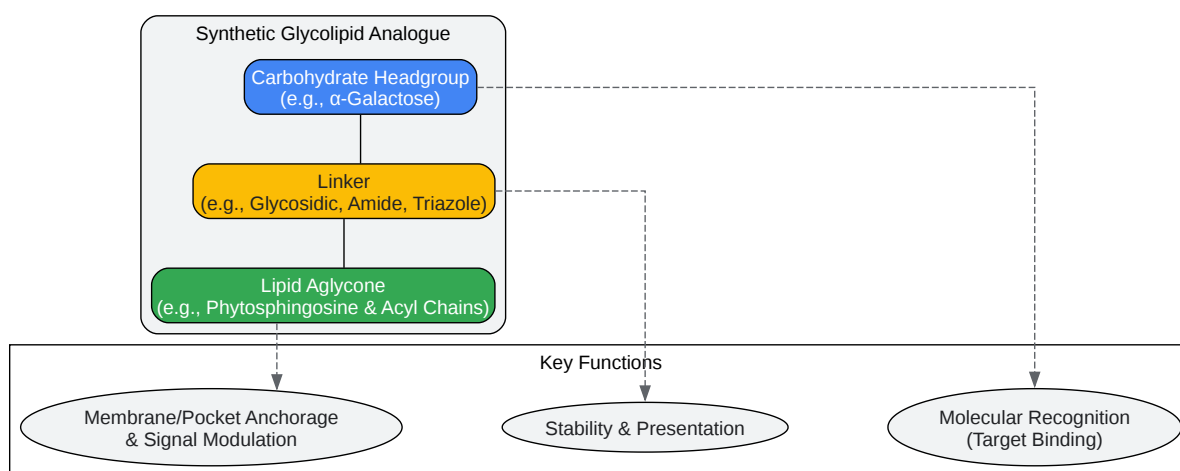 Synthetic Glycolipid Analogue
Carbohydrate Headgroup
(e.g., α-Galactose)
Linker
(e.g., Glycosidic, Amide, Triazole)
Lipid Aglycone
(e.g., Phytosphingosine & Acyl Chains)
Key Functions
Membrane/Pocket Anchorage
& Signal Modulation
Stability & Presentation
Molecular Recognition
(Target Binding)